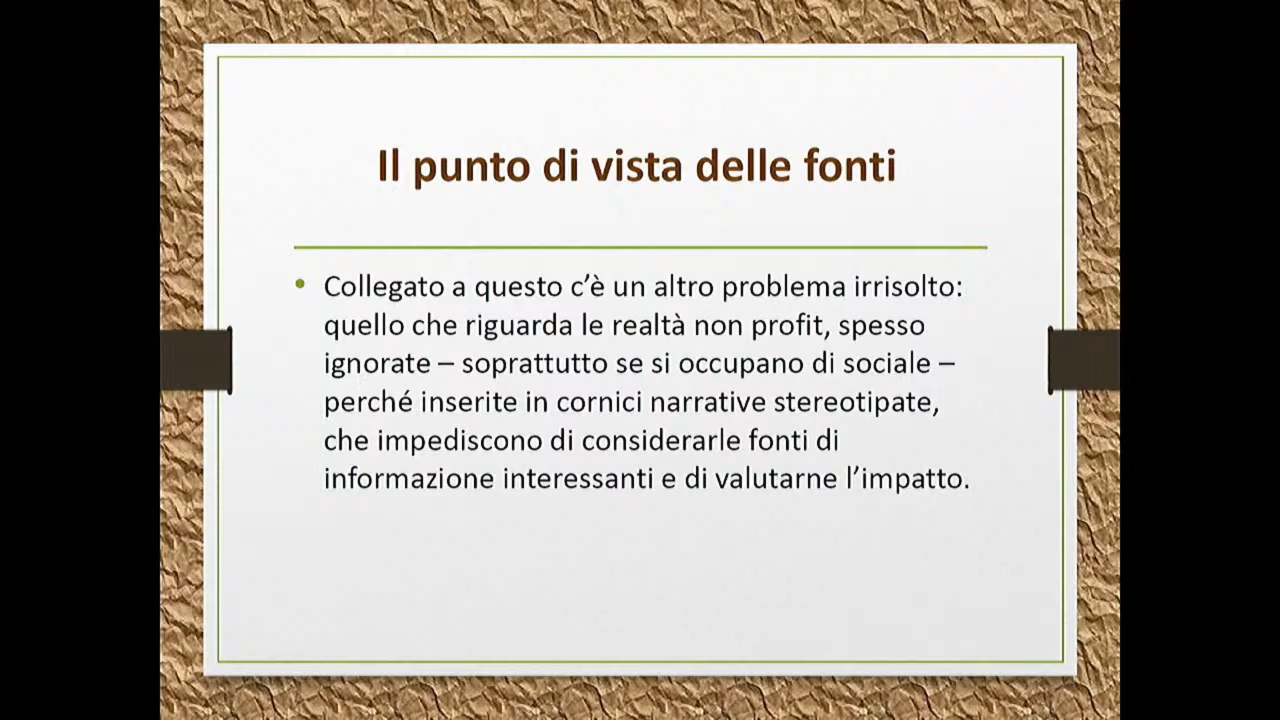 Il punto di vista delle fonti
• Collegato a questo c’è un altro problema irrisolto:
quello che riguarda le realtà non profit, spesso
ignorate – soprattutto se si occupano di sociale –
perché inserite in cornici narrative stereotipate,
che impediscono di considerarle fonti di
informazione interessanti e di valutarne l’impatto.